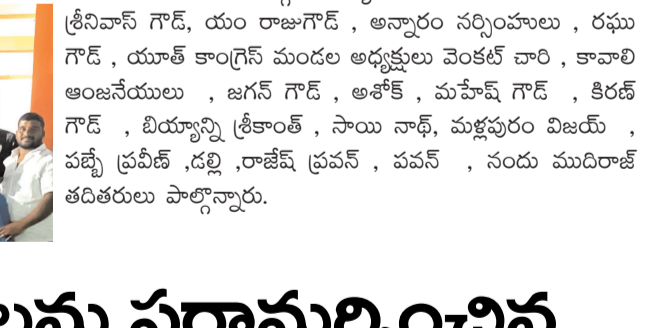 శ్రీనివాస్ గౌడ్, యం రాజుగౌడ్ , అన్నారం నర్సింహులు , రఘు
గౌడ్ , యూత్ కాంగ్రెస్ మండల అధ్యక్షులు వెంకట్ చారి , కావాలి
ఆంజనేయులు , జగన్ గౌడ్ , అశోక్ , మహేష్ గౌడ్ , కిరణ్
గౌడ్ , బియ్యాన్ని శ్రీకాంత్ , సాయి నాథ్, మల్లపురం విజయ్ ,
పబ్బే ప్రవీణ్ ,డల్లి ,రాజేష్ ప్రవన్ , పవన్ , నందు ముదిరాజ్
తదితరులు పాల్గొన్నారు.